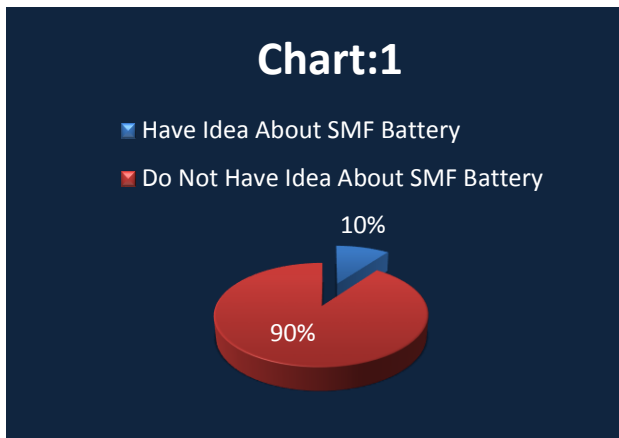 Chart:1
Have Idea About SMF Battery
Do Not Have Idea About SMF Battery
10%
90%